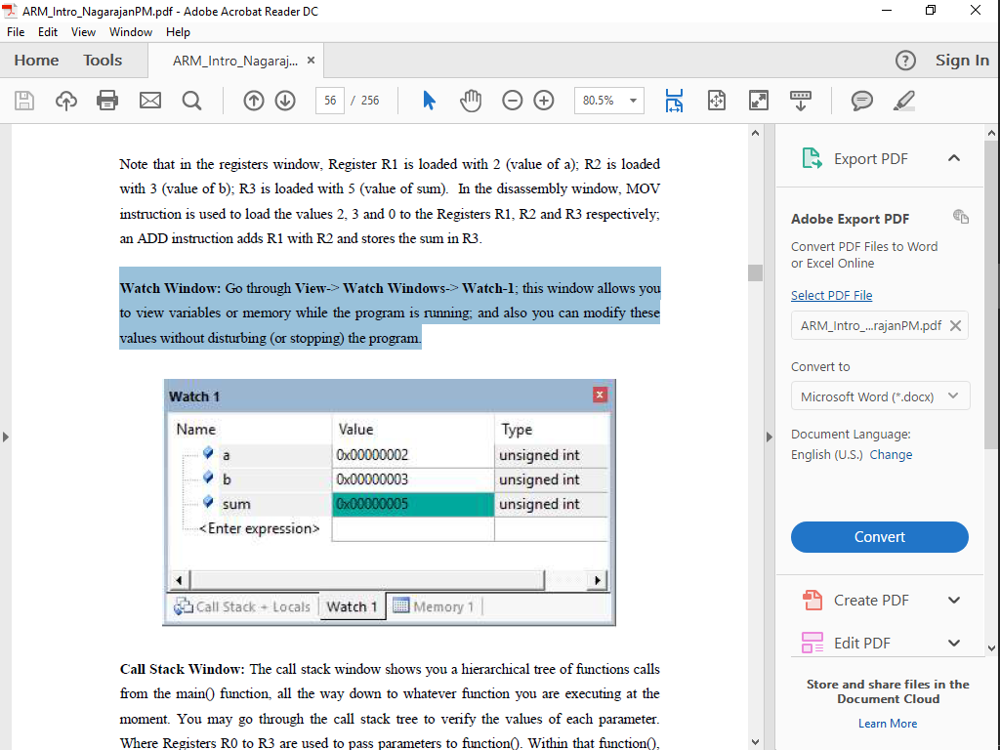 ARM_Intro_NagarajanPM.pdf - Adobe Acrobat Reader DC
File Edit View Window Help
Home Tools ARM_Intro_Nagaraj... × Sign In
56 / 256 80.5%
Note that in the registers window, Register R1 is loaded with 2 (value of a); R2 is loaded
with 3 (value of b); R3 is loaded with 5 (value of sum). In the disassembly window, MOV
instruction is used to load the values 2, 3 and 0 to the Registers R1, R2 and R3 respectively;
an ADD instruction adds R1 with R2 and stores the sum in R3.
Watch Window: Go through View-> Watch Windows-> Watch-1; this window allows you
to view variables or memory while the program is running; and also you can modify these
values without disturbing (or stopping) the program.
Watch 1
Name Value Type
a 0x00000002 unsigned int
b 0x00000003 unsigned int
sum 0x00000005 unsigned int
<Enter expression>
Call Stack + Locals Watch 1 Memory 1
Call Stack Window: The call stack window shows you a hierarchical tree of functions calls
from the main() function, all the way down to whatever function you are executing at the
moment. You may go through the call stack tree to verify the values of each parameter.
Where Registers R0 to R3 are used to pass parameters to function(). Within that function(),
Export PDF
Adobe Export PDF
Convert PDF Files to Word
or Excel Online
Select PDF File
ARM_Intro_...rajanPM.pdf
Convert to
Microsoft Word (*.docx)
Document Language:
English (U.S.) Change
Convert
Create PDF
Edit PDF
Store and share files in the
Document Cloud
Learn More